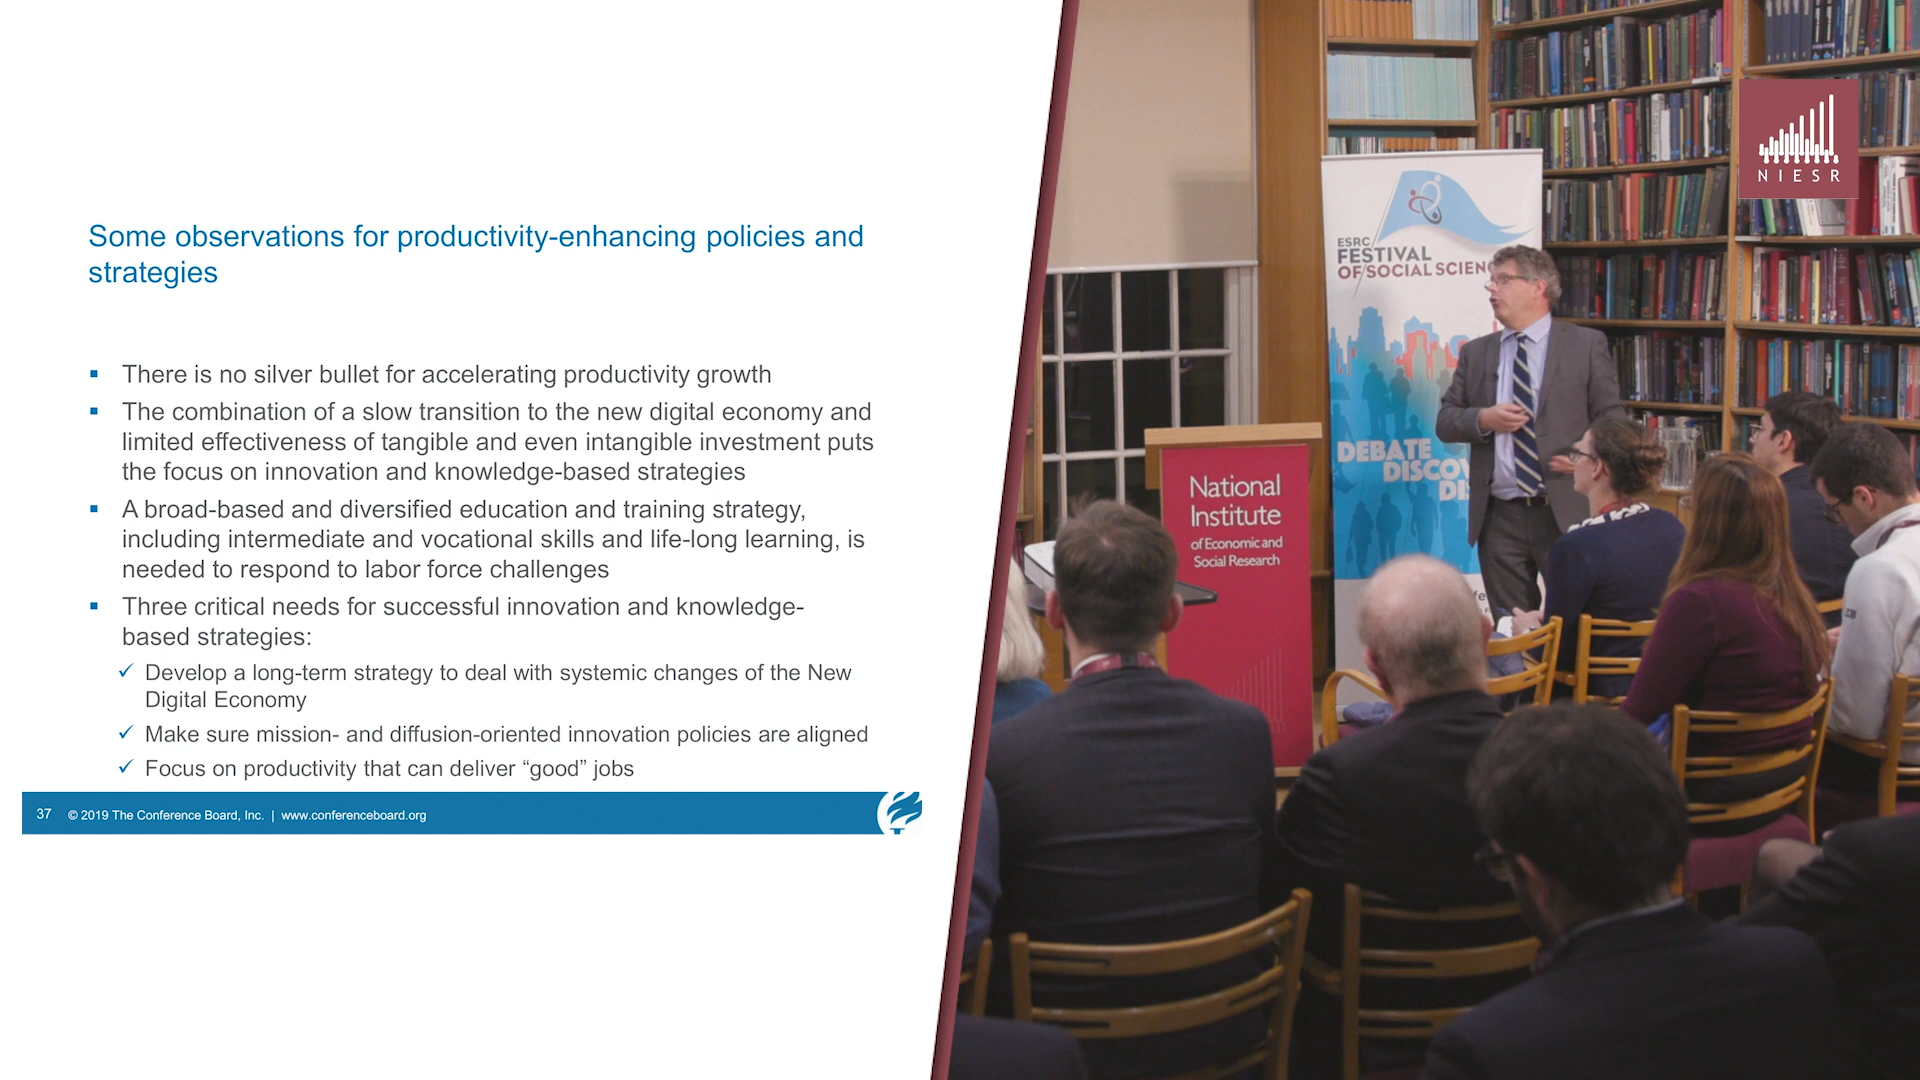 Some observations for productivity-enhancing policies and
strategies
There is no silver bullet for accelerating productivity growth
The combination of a slow transition to the new digital economy and
limited effectiveness of tangible and even intangible investment puts
the focus on innovation and knowledge-based strategies
A broad-based and diversified education and training strategy,
including intermediate and vocational skills and life-long learning, is
needed to respond to labor force challenges
Three critical needs for successful innovation and knowledge-
based strategies:
Develop a long-term strategy to deal with systemic changes of the New
Digital Economy
Make sure mission- and diffusion-oriented innovation policies are aligned
Focus on productivity that can deliver “good” jobs
37 © 2019 The Conference Board, Inc. | www.conferenceboard.org
NIESR
ESRC
FESTIVAL
OF SOCIAL SCIENC
DEBATE
DISCOV
DIS
National
Institute
of Economic and
Social Research